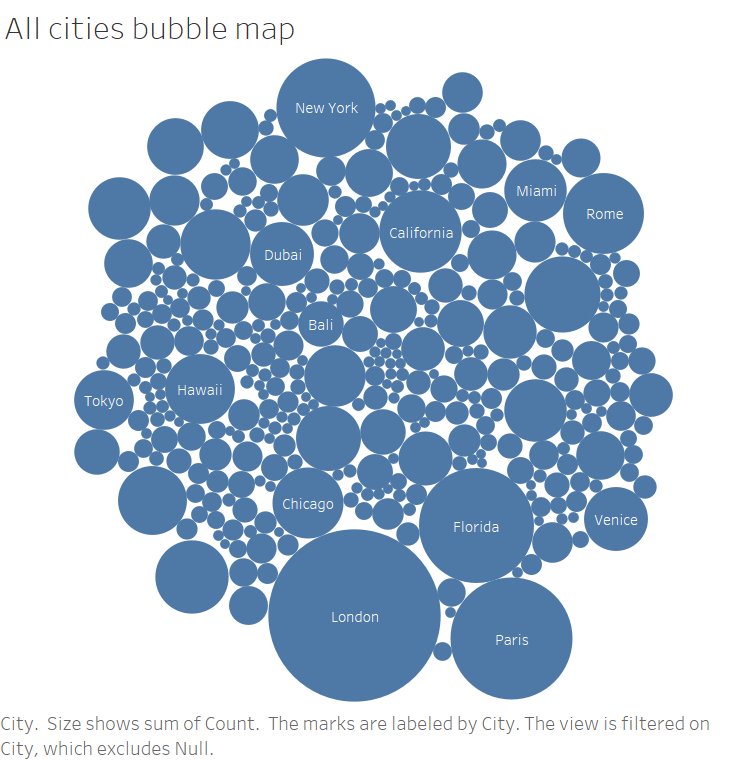 All cities bubble map
New York
Miami
Rome
California
Dubai
Bali
Hawaii
Tokyo
Chicago
Venice
Florida
London
Paris
City.  Size shows sum of Count.  The marks are labeled by City. The view is filtered on
City, which excludes Null.